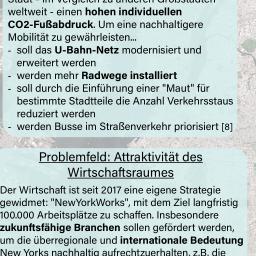 Stadt - im Vergleich zu anderen Großstädten
weltweit - einen hohen individuellen
CO2-Fußabdruck. Um eine nachhaltigere
Mobilität zu gewährleisten...
- soll das U-Bahn-Netz modernisiert und
erweitert werden
- werden mehr Radwege installiert
- soll durch die Einführung einer "Maut" für
bestimmte Stadtteile die Anzahl Verkehrsstaus
reduziert werden
- werden Busse im Straßenverkehr priorisiert [8]
Problemfeld: Attraktivität des
Wirtschaftsraumes
Der Wirtschaft ist seit 2017 eine eigene Strategie
gewidmet: "NewYorkWorks", mit dem Ziel langfristig
100.000 Arbeitsplätze zu schaffen. Insbesondere
zukunftsfähige Branchen sollen gefördert werden,
um die überregionale und internationale Bedeutung
New Yorks nachhaltig aufrechtzuerhalten, z.B. die